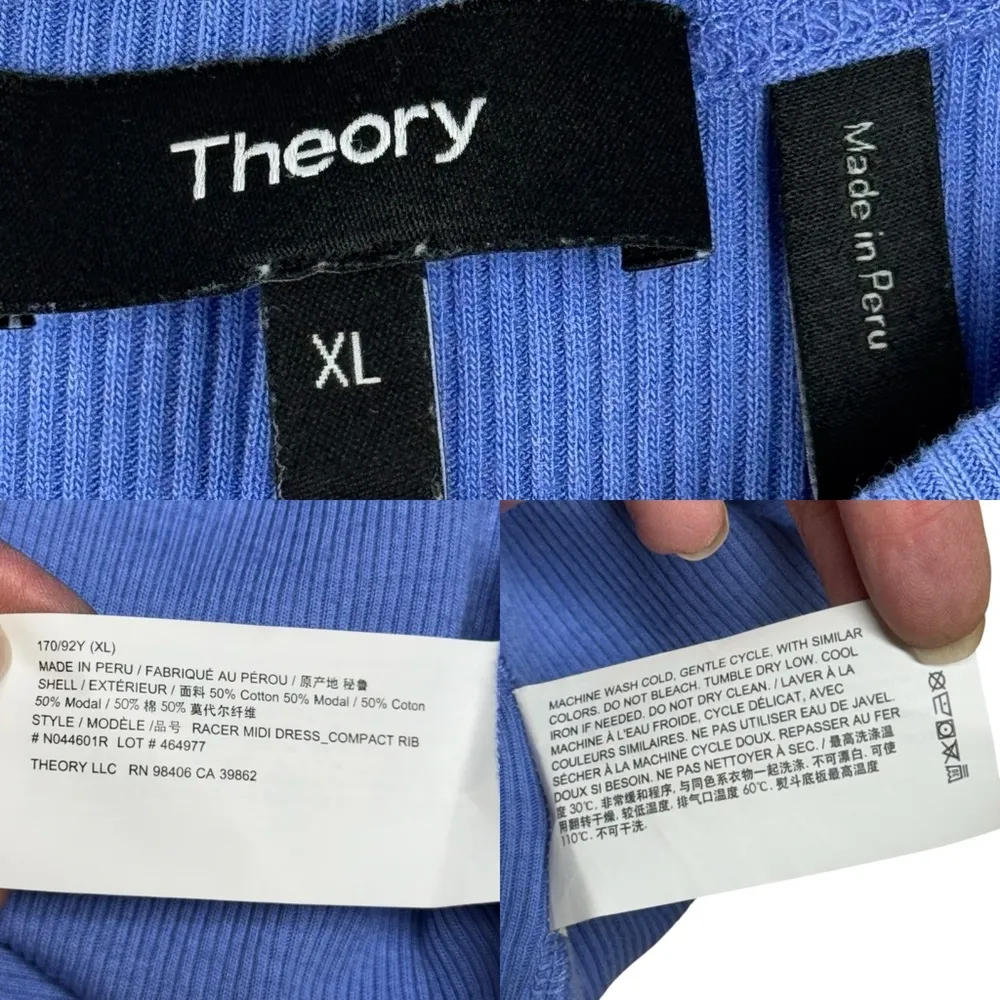 Theory
XL
Made in Peru
170/92Y (XL)
MADE IN PERU / FABRIQUÉ AU PÉROU / 原产地 秘鲁
SHELL / EXTÉRIEUR / 面料 50% Cotton 50% Modal / 50% Coton
50% Modal / 50% 棉 50% 莫代尔纤维
STYLE / MODÈLE /品号 RACER MIDI DRESS_COMPACT RIB
# N044601R LOT # 464977
THEORY LLC RN 98406 CA 39862
MACHINE WASH COLD, GENTLE CYCLE, WITH SIMILAR
COLORS. DO NOT BLEACH. TUMBLE DRY LOW. COOL
IRON IF NEEDED. DO NOT DRY CLEAN. / LAVER À LA
MACHINE À L'EAU FROIDE, CYCLE DÉLICAT, AVEC
COULEURS SIMILAIRES. NE PAS UTILISER EAU DE JAVEL.
SÉCHER À LA MACHINE CYCLE DOUX. REPASSER AU FER
DOUX SI BESOIN. NE PAS NETTOYER À SEC. / 最高洗涤温
度 30℃. 非常缓和程序, 与同色系衣物一起洗涤. 不可漂白. 可使
用翻转干燥. 较低温度, 排气口温度 60℃. 熨斗底板最高温度
110℃. 不可干洗.